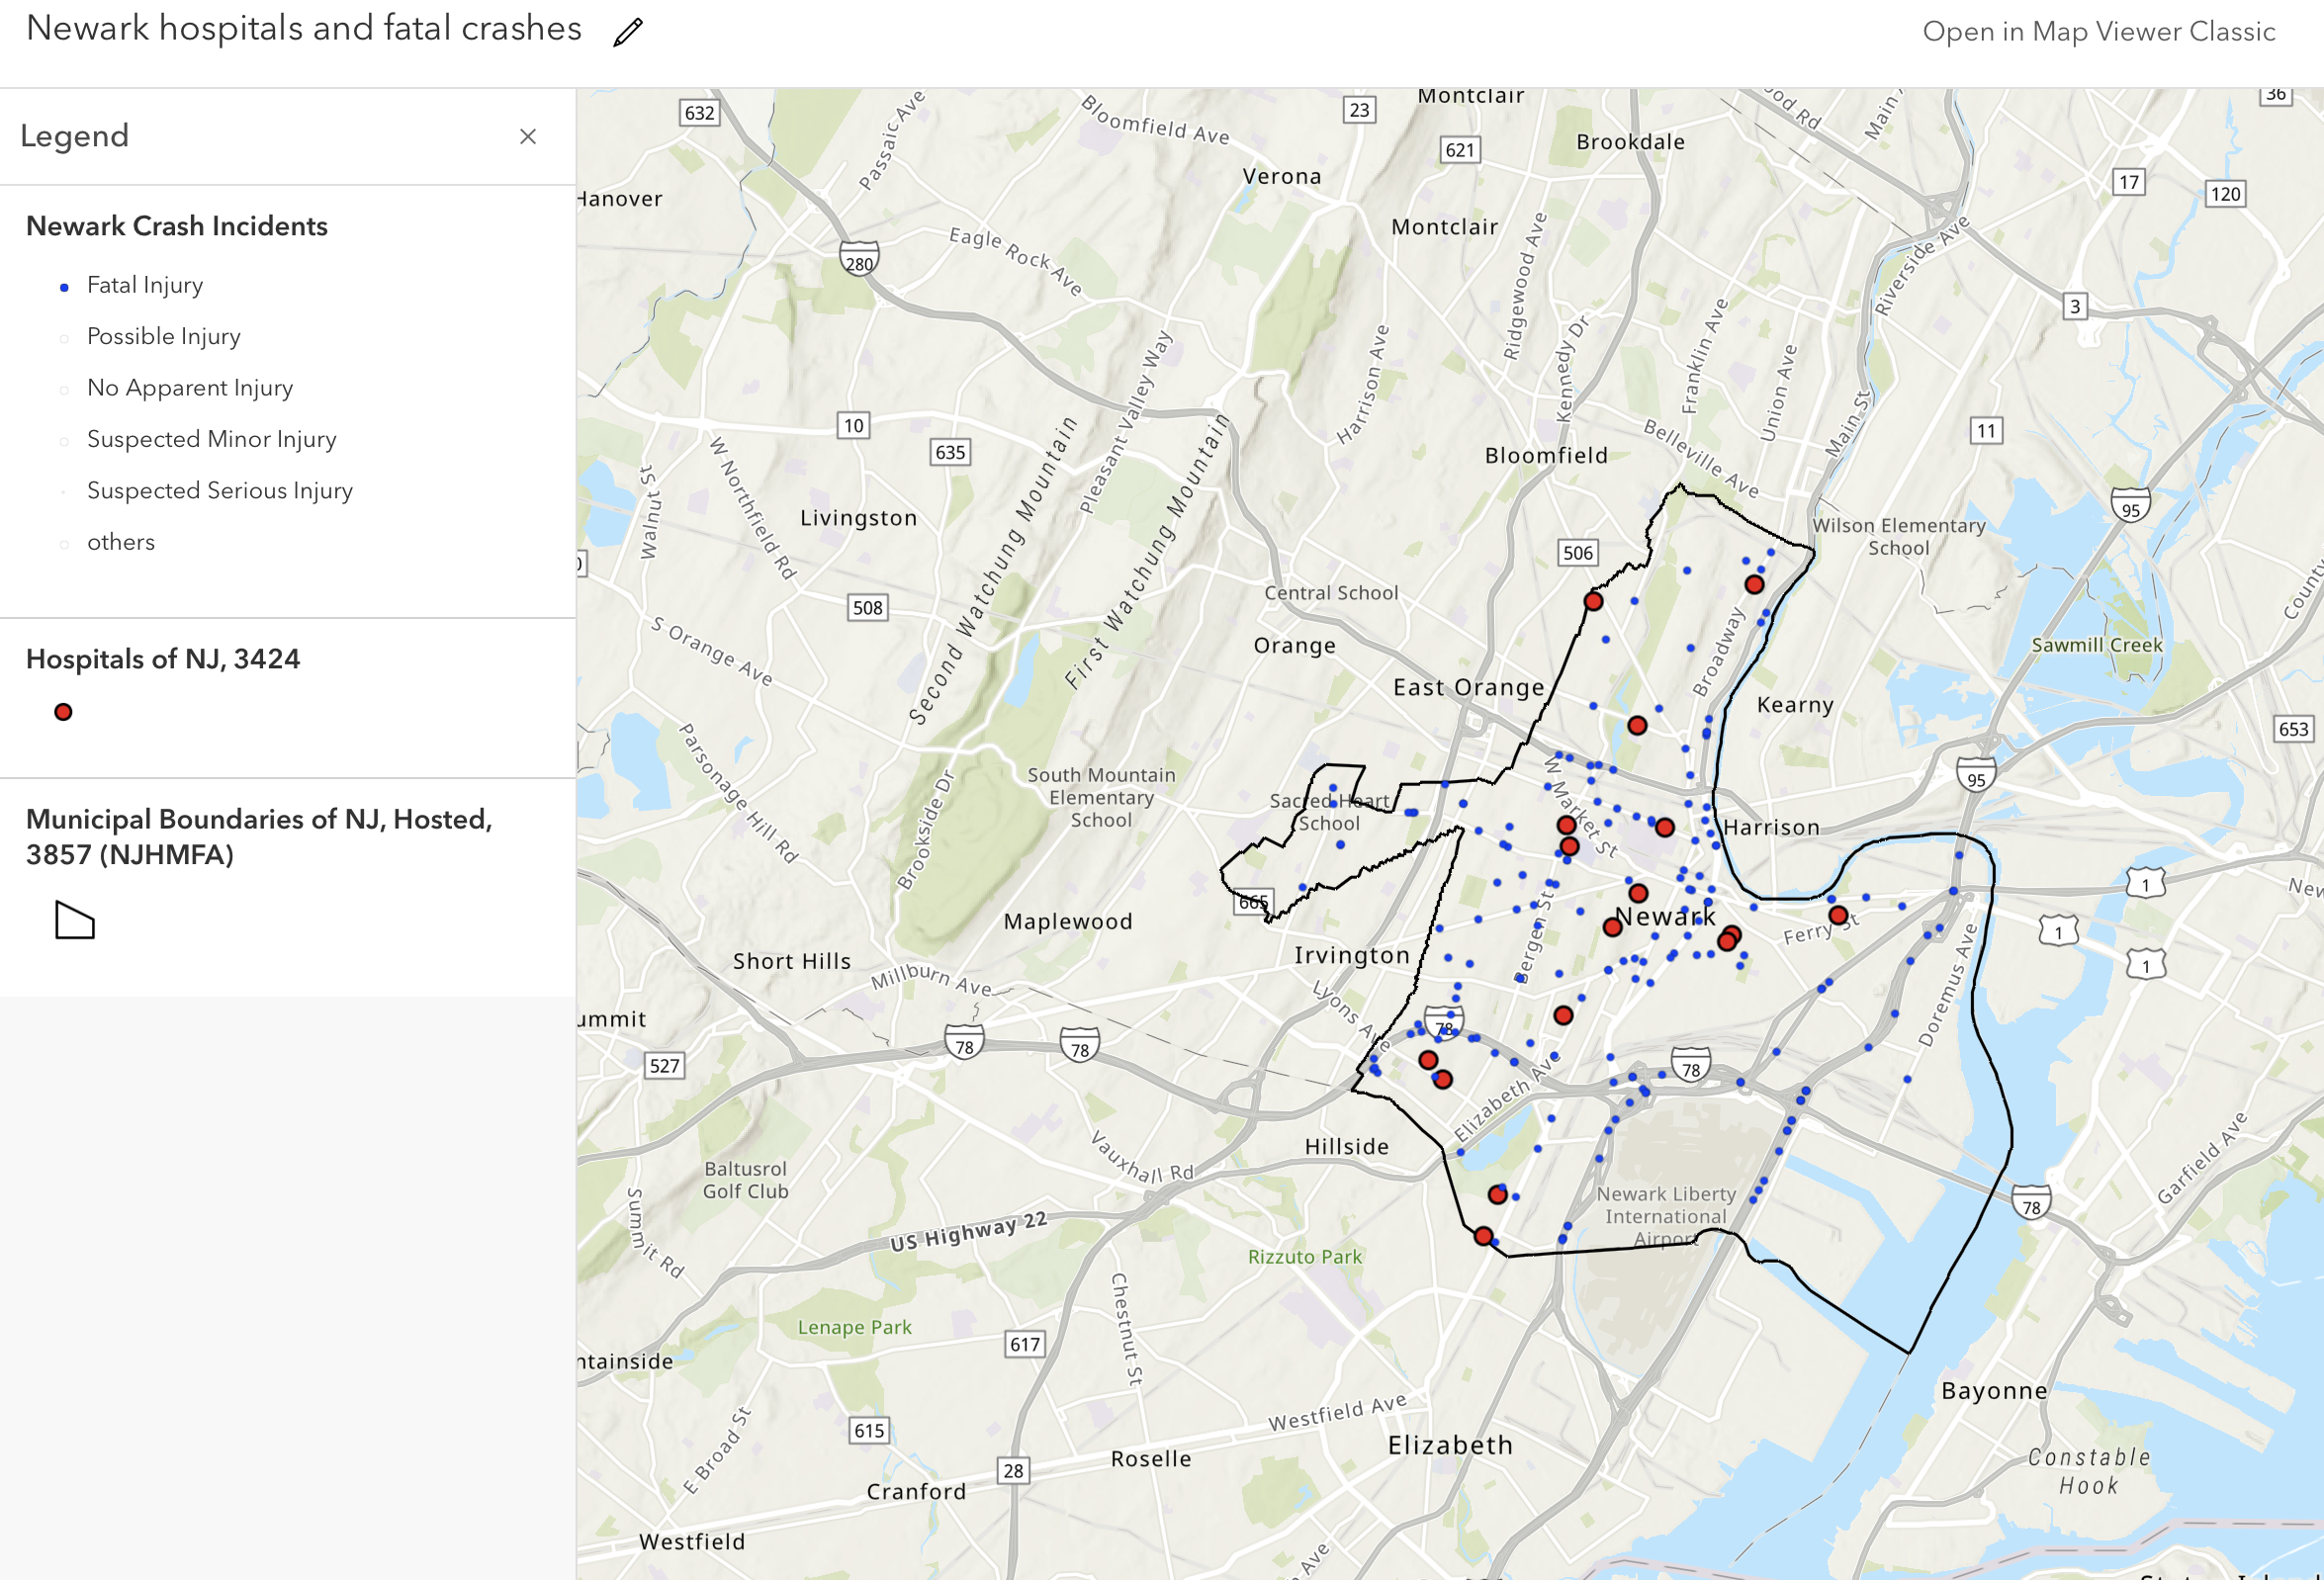 Newark hospitals and fatal crashes
Open in Map Viewer Classic
Legend
Newark Crash Incidents
Fatal Injury
Possible Injury
No Apparent Injury
Suspected Minor Injury
Suspected Serious Injury
others
Hospitals of NJ, 3424
Municipal Boundaries of NJ, Hosted,
3857 (NJHMFA)
632
Passaic Ave
Bloomfield Ave
23
Montclair
621
Brookdale
Main
36
Hanover
Verona
17
120
Montclair
280
Eagle Rock Ave
Ridgewood Ave
Riverside Ave
3
Pleasant Valley Way
Harrison Ave
Kennedy Dr
Franklin Ave
Union Ave
Main St
10
635
W Northfield Rd
Walnut St
Second Watchung Mountain
First Watchung Mountain
Bloomfield
Belleville Ave
11
95
Livingston
Wilson Elementary
School
506
508
Central School
S Orange Ave
Orange
Broadway
Sawmill Creek
County
East Orange
Kearny
653
Parsonage Hill Rd
Brookside Dr
South Mountain
Elementary
School
Sacred Heart
School
W Market St
95
Harrison
665
1
Maplewood
Newark
Ferry St
1
Short Hills
Millburn Ave
Irvington
Bergen St
Doremus Ave
1
Lyons Ave
78
527
78
78
78
Elizabeth Ave
Hillside
Garfield Ave
Baltusrol
Golf Club
Vauxhall Rd
Newark Liberty
International
Airport
78
Summit Rd
US Highway 22
Rizzuto Park
Chestnut St
Lenape Park
617
ntainside
Bayonne
E Broad St
615
Westfield Ave
Elizabeth
Roselle
28
Constable
Hook
Cranford
Westfield
Ave